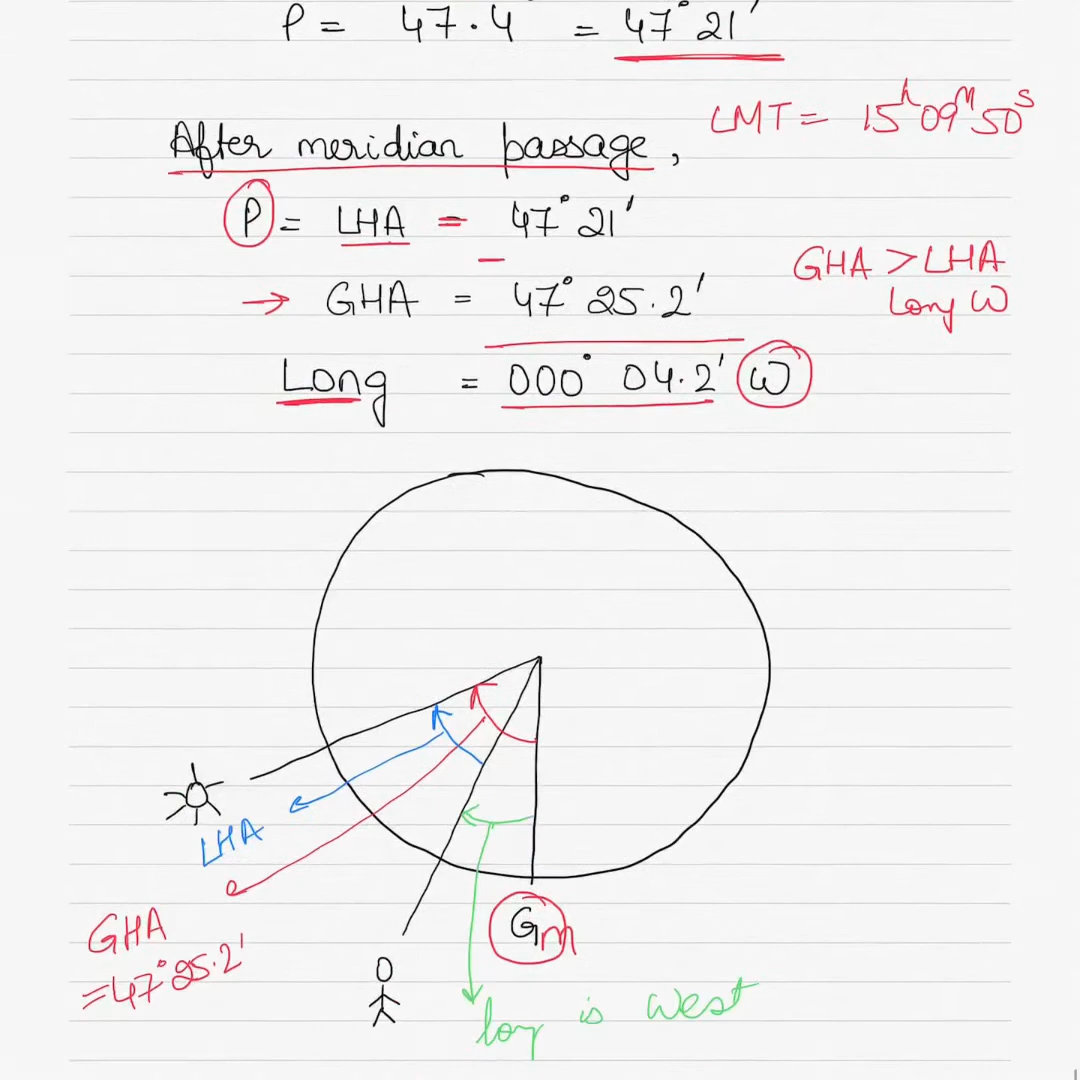 P = 47.4 = 47° 21'
LMT = 15h 09m 50s
After meridian passage,
P = LHA = 47° 21'
GHA > LHA
→ GHA = 47° 25.2'
Long W
Long = 000° 04.2' W
LHA
GHA
= 47° 25.2'
Gm
long is west